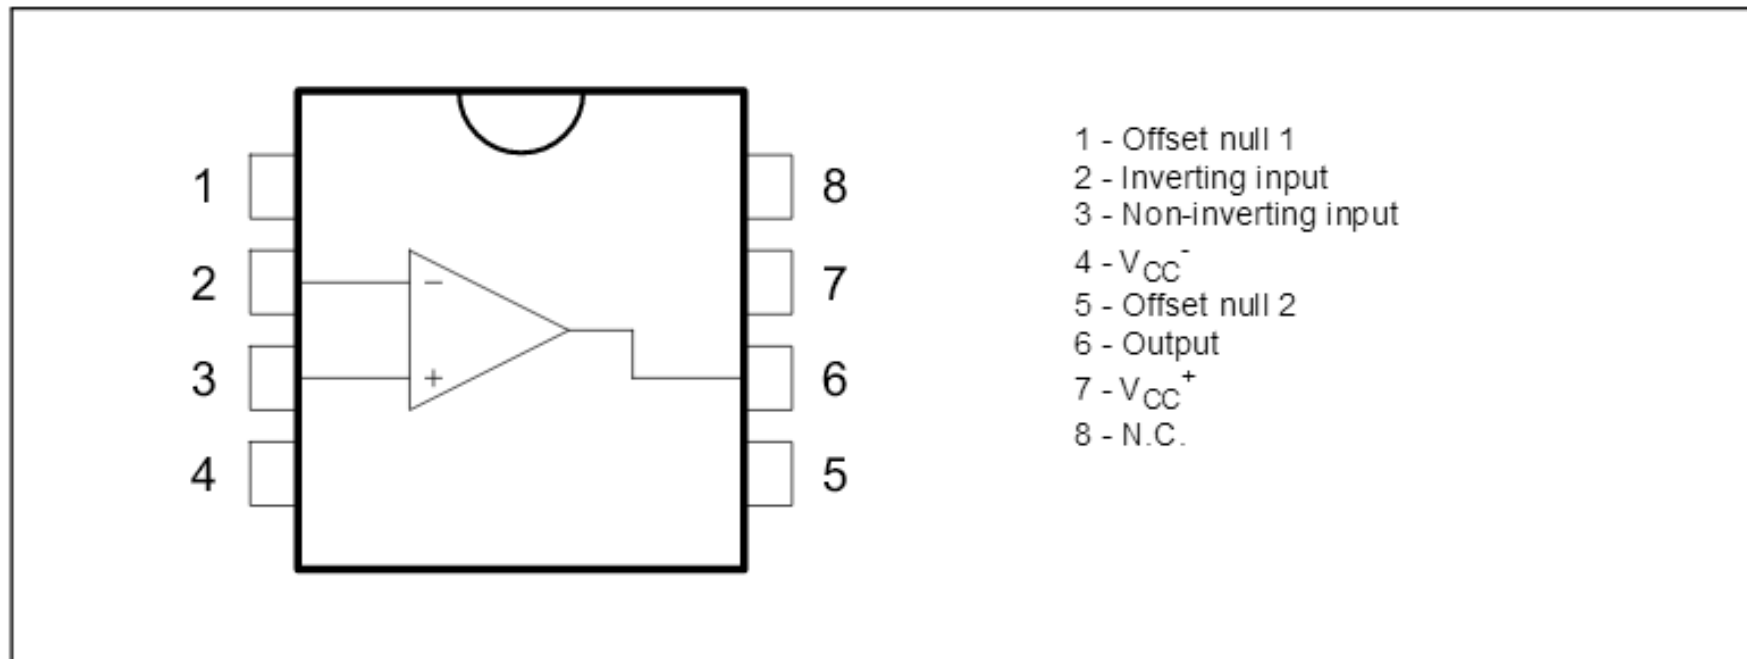 1
2
3
4
8
7
6
5
−
+
1 - Offset null 1
2 - Inverting input
3 - Non-inverting input
4 - VCC-
5 - Offset null 2
6 - Output
7 - VCC+
8 - N.C.